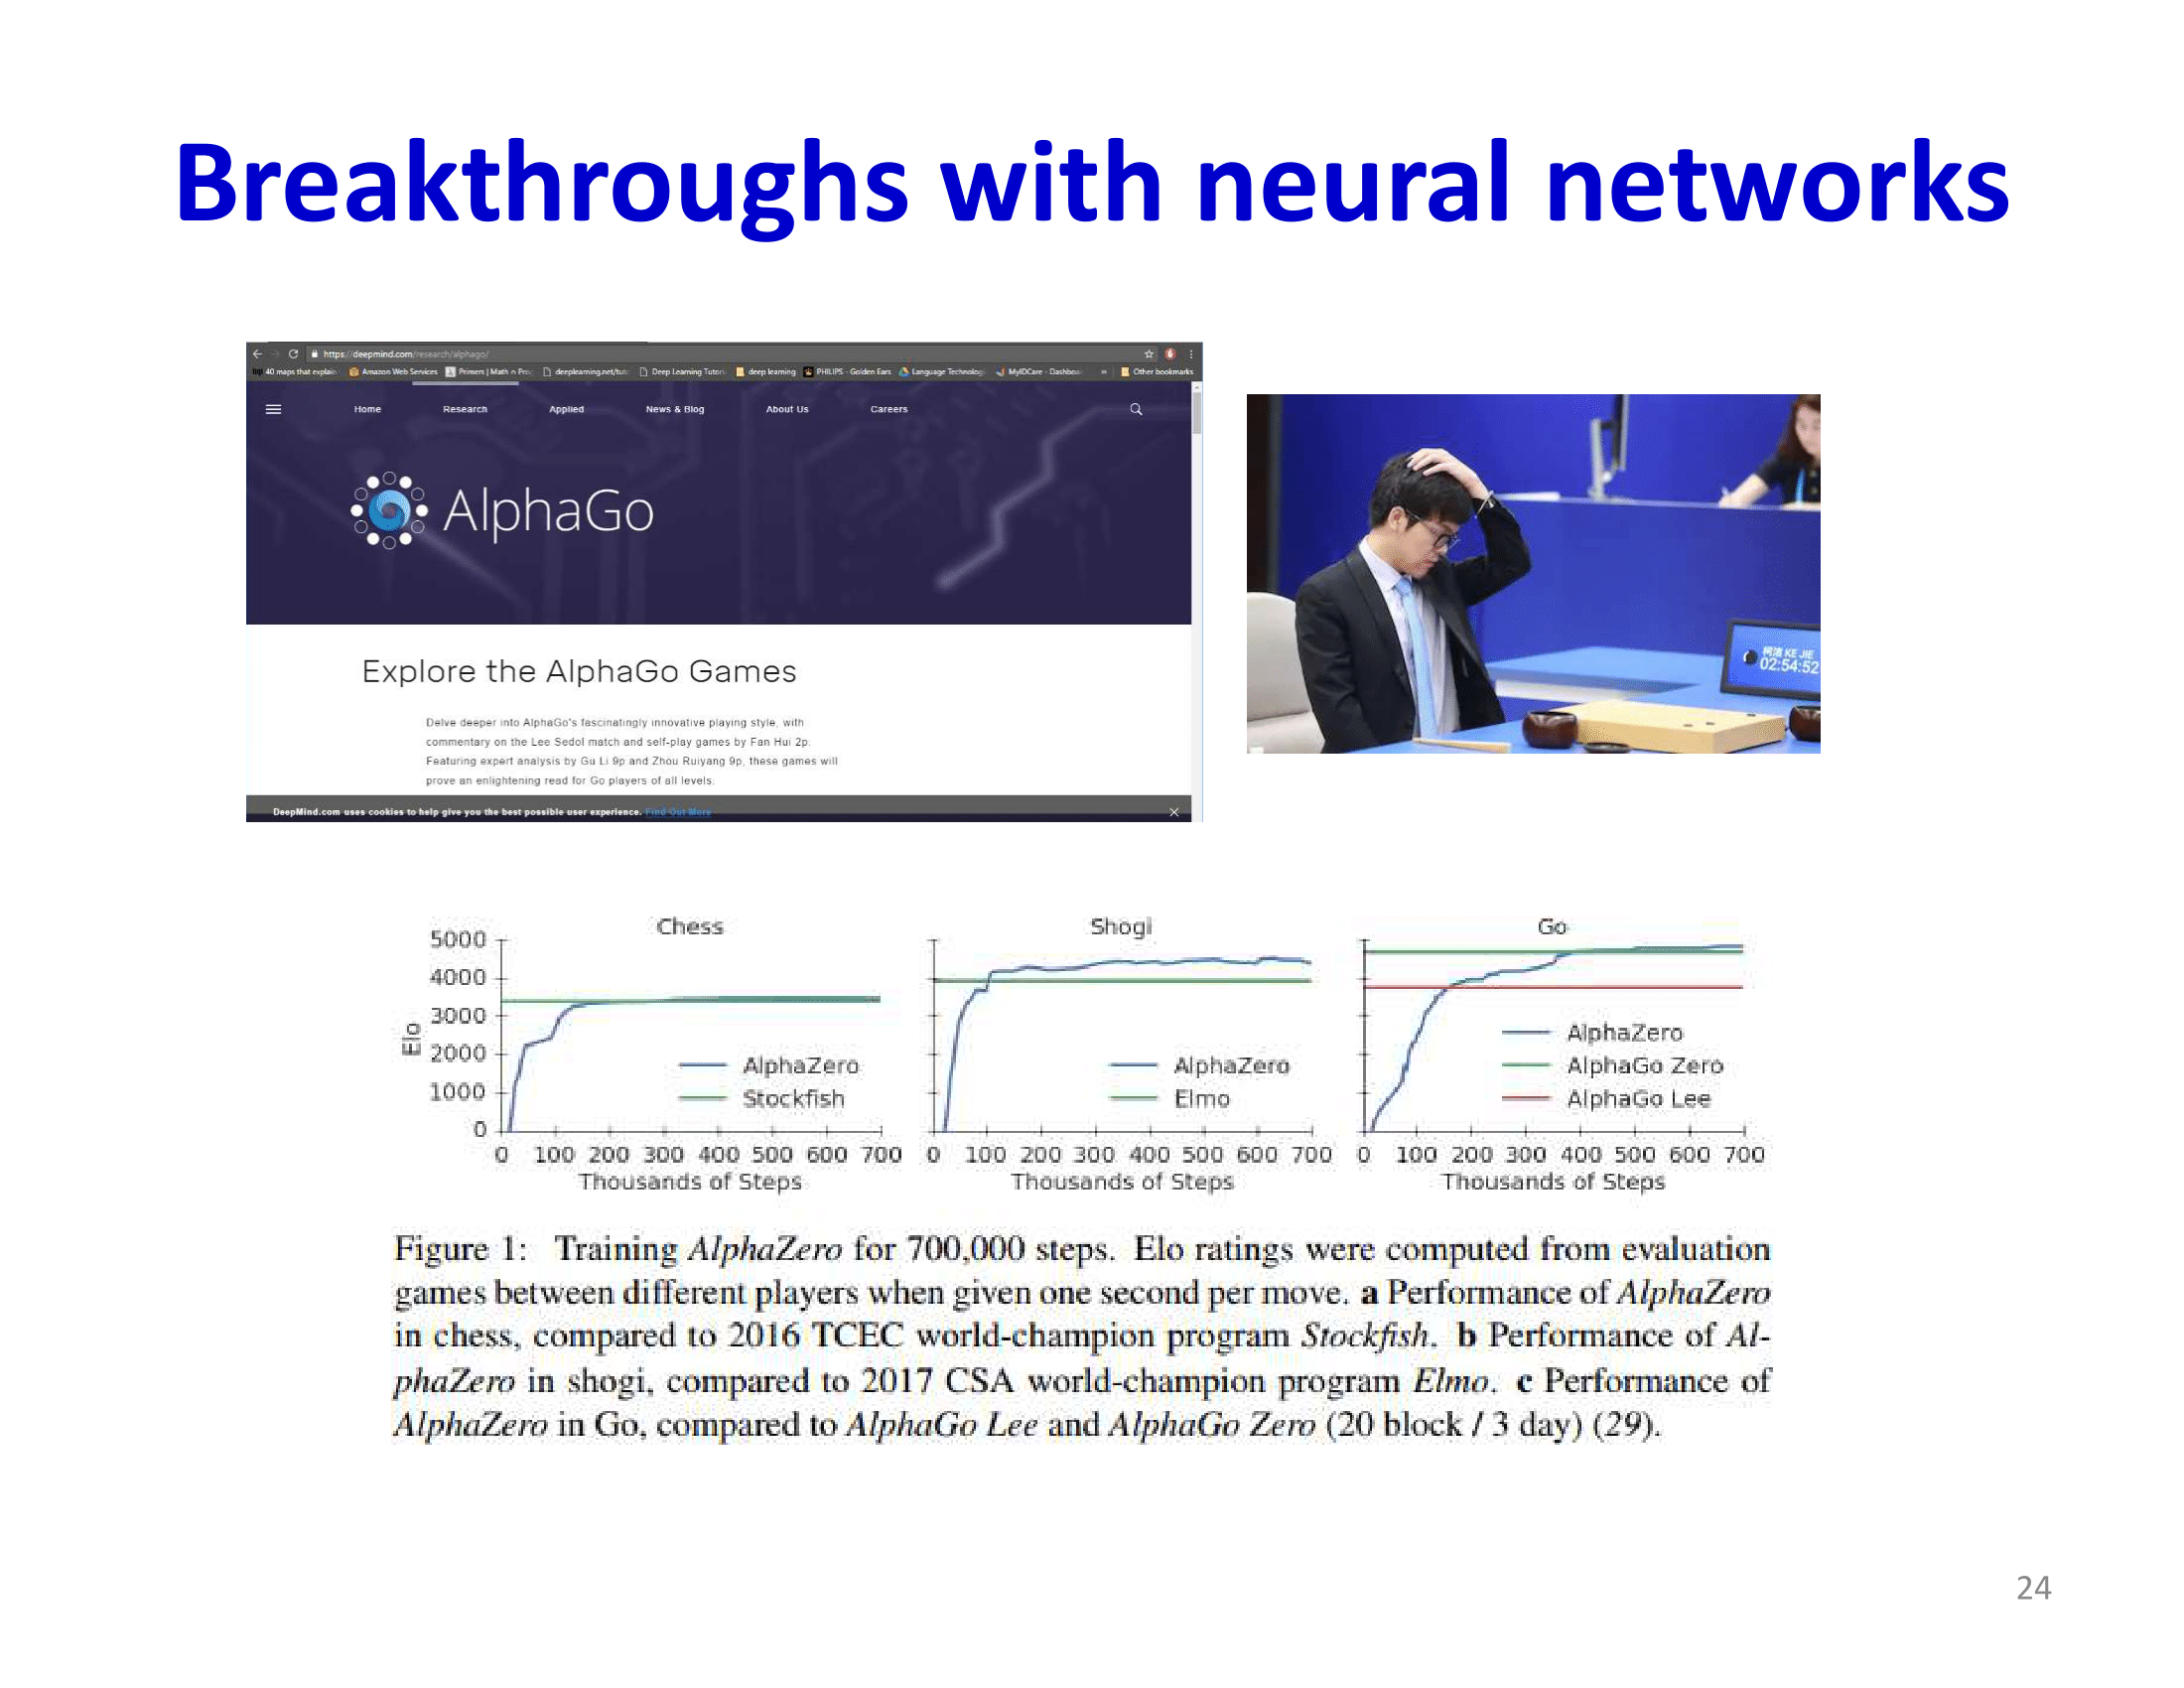 Breakthroughs with neural networks
https://deepmind.com/research/alphago/
40 maps that explain Amazon Web Services Primers | Math n Pro deeplearning.net/tut Deep Learning Tutori deep learning PHILIPS - Golden Ears Language Technolog MyIDCare - Dashboa » Other bookmarks
Home Research Applied News & Blog About Us Careers
AlphaGo
Explore the AlphaGo Games
Delve deeper into AlphaGo's fascinatingly innovative playing style, with
commentary on the Lee Sedol match and self-play games by Fan Hui 2p.
Featuring expert analysis by Gu Li 9p and Zhou Ruiyang 9p, these games will
prove an enlightening read for Go players of all levels.
DeepMind.com uses cookies to help give you the best possible user experience. Find Out More
柯洁 KE JIE
02:54:52
Chess
5000
4000
3000
2000
1000
0
Elo
AlphaZero
Stockfish
0 100 200 300 400 500 600 700
Thousands of Steps
Shogi
AlphaZero
Elmo
0 100 200 300 400 500 600 700
Thousands of Steps
Go
AlphaZero
AlphaGo Zero
AlphaGo Lee
0 100 200 300 400 500 600 700
Thousands of Steps
Figure 1: Training AlphaZero for 700,000 steps. Elo ratings were computed from evaluation
games between different players when given one second per move. a Performance of AlphaZero
in chess, compared to 2016 TCEC world-champion program Stockfish. b Performance of Al-
phaZero in shogi, compared to 2017 CSA world-champion program Elmo. c Performance of
AlphaZero in Go, compared to AlphaGo Lee and AlphaGo Zero (20 block / 3 day) (29).
24